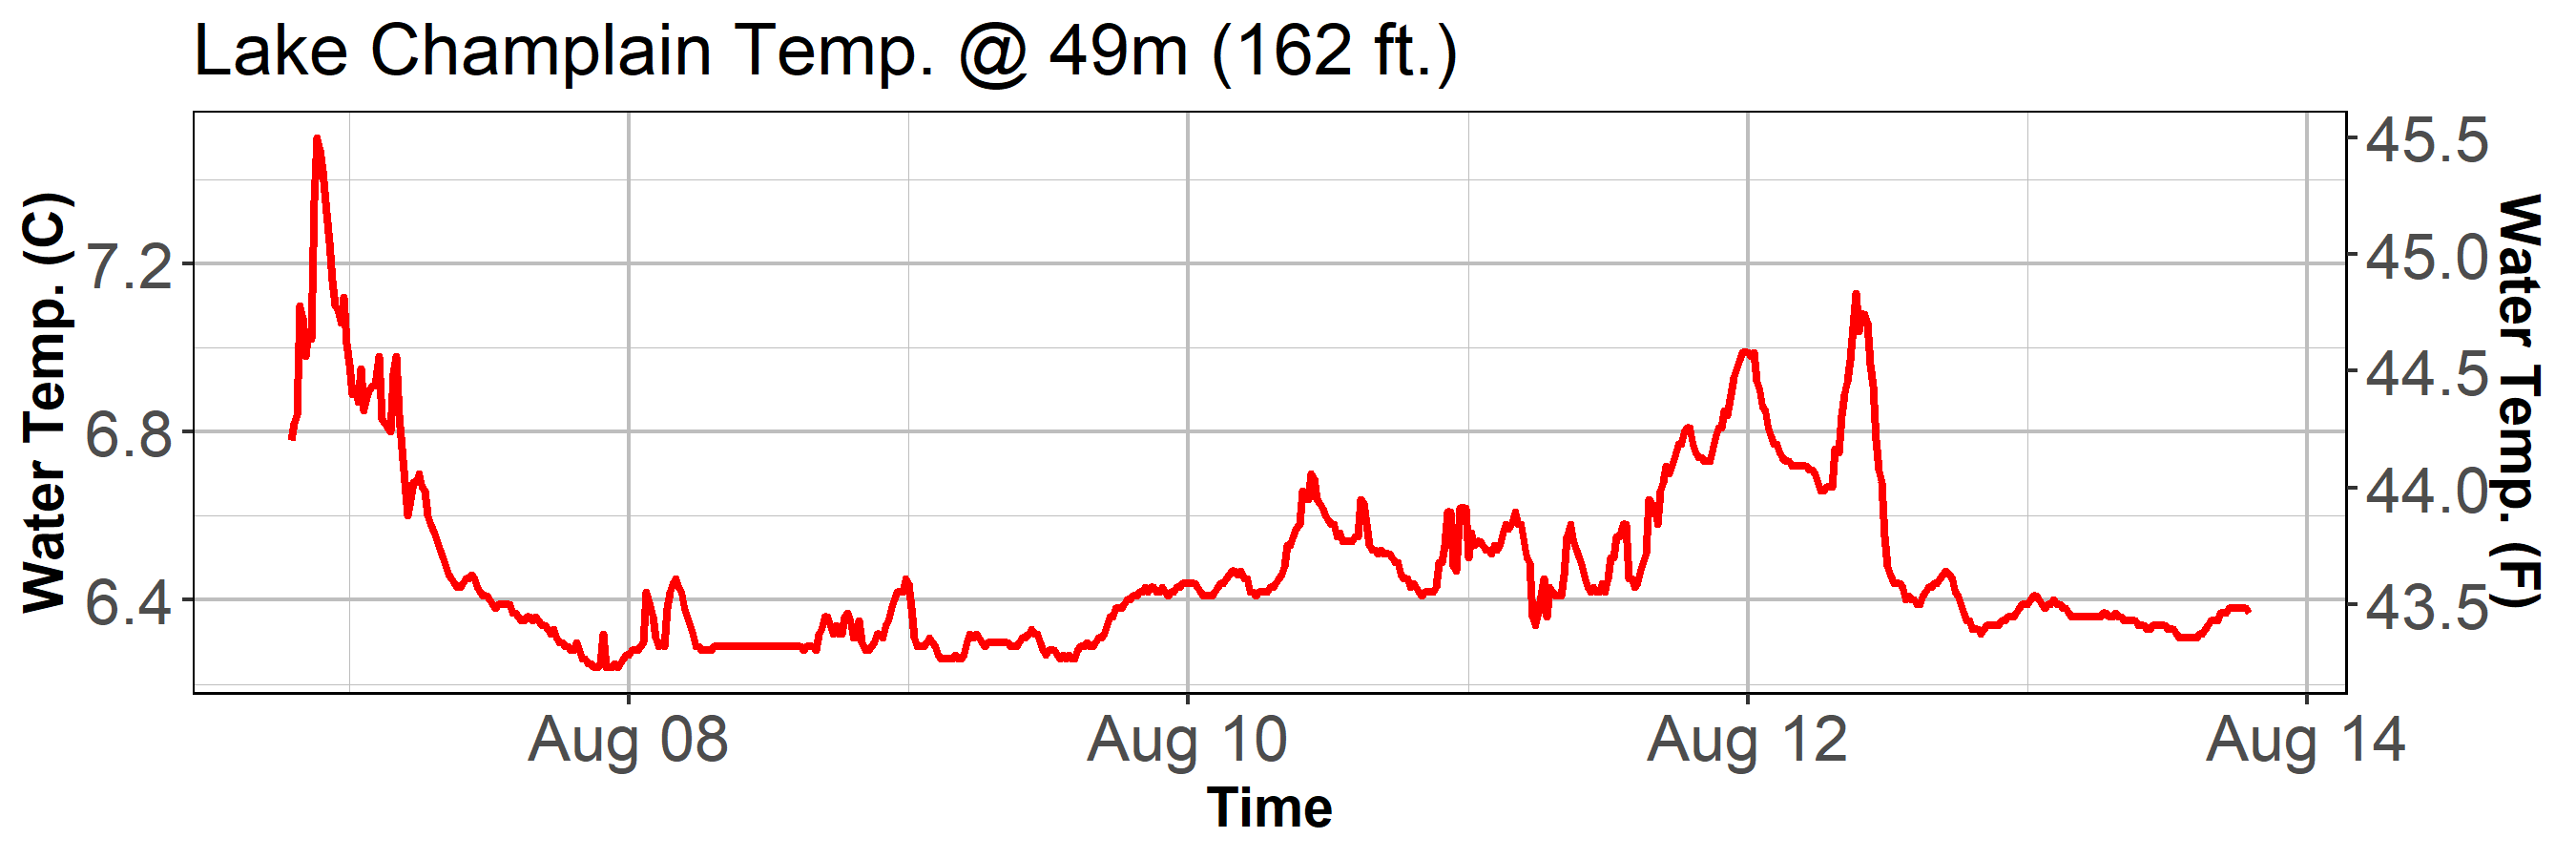 Lake Champlain Temp. @ 49m (162 ft.)
Water Temp. (C)
7.2
6.8
6.4
45.5
45.0
44.5
44.0
43.5
Water Temp. (F)
Aug 08 Aug 10 Aug 12 Aug 14
Time